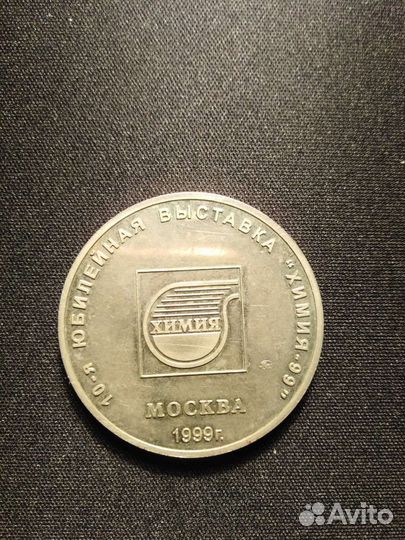 10-Я ЮБИЛЕЙНАЯ ВЫСТАВКА "ХИМИЯ-99"
ХИМИЯ
МОСКВА
1999г.
Avito